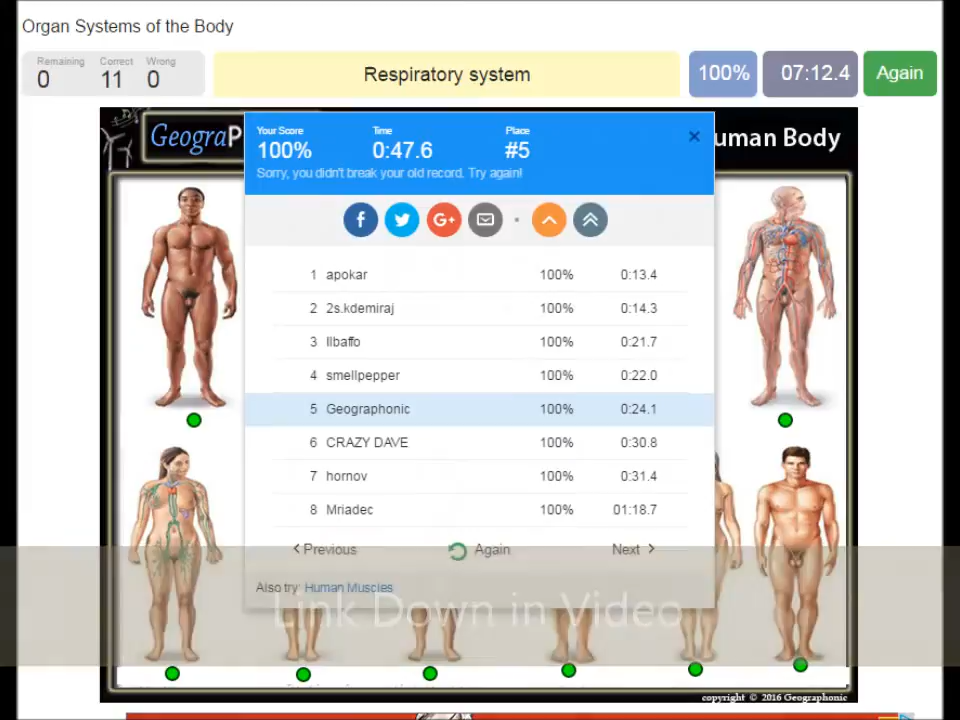 Organ Systems of the Body
Remaining Correct Wrong
0 11 0
Respiratory system
100%
07:12.4
Again
GeograP
uman Body
Your Score Time Place
100% 0:47.6 #5
Sorry, you didn't break your old record. Try again!
1 apokar 100% 0:13.4
2 2s.kdemiraj 100% 0:14.3
3 Ilbaffo 100% 0:21.7
4 smellpepper 100% 0:22.0
5 Geographonic 100% 0:24.1
6 CRAZY DAVE 100% 0:30.8
7 hornov 100% 0:31.4
8 Mriadec 100% 01:18.7
Previous Again Next
Also try: Human Muscles
Link Down in Video
copyright © 2016 Geographonic